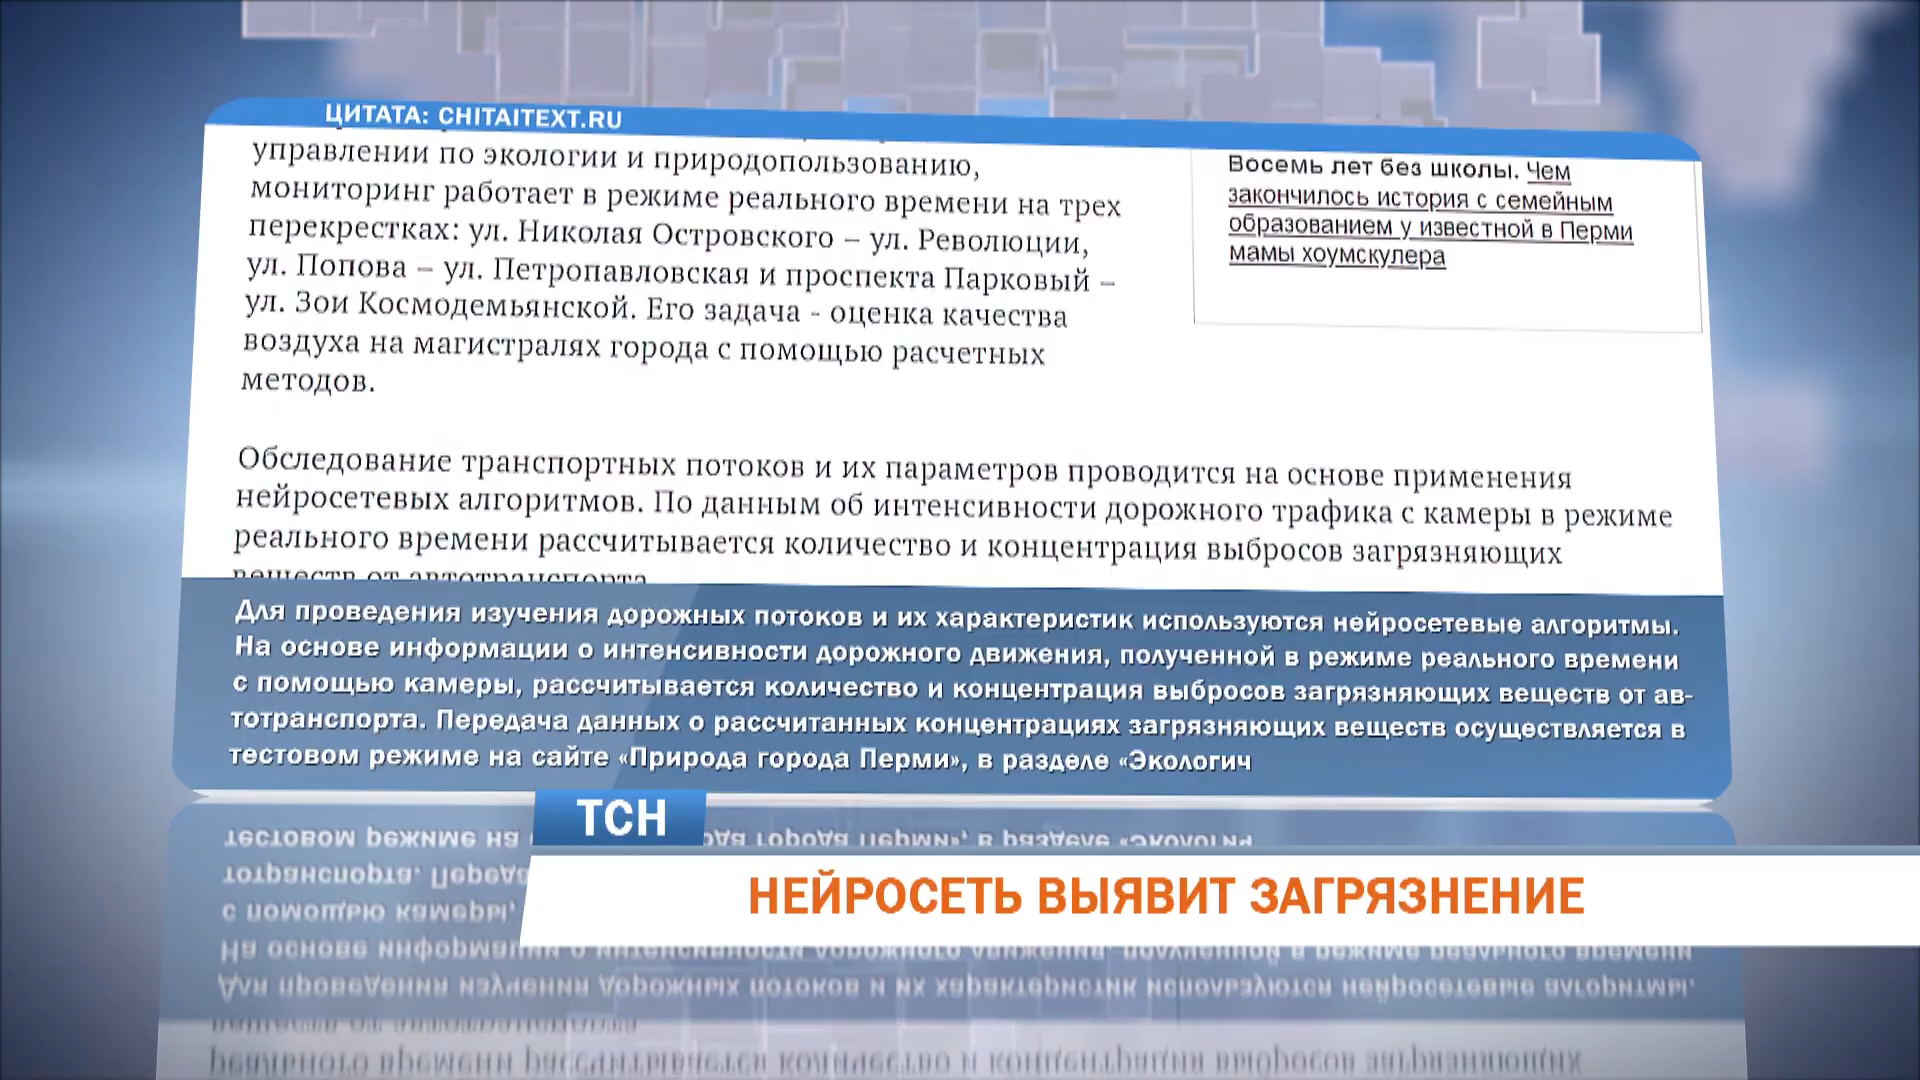 ЦИТАТА: CHITAITEXT.RU
управлении по экологии и природопользованию,
мониторинг работает в режиме реального времени на трех
перекрестках: ул. Николая Островского – ул. Революции,
ул. Попова – ул. Петропавловская и проспекта Парковый –
ул. Зои Космодемьянской. Его задача - оценка качества
воздуха на магистралях города с помощью расчетных
методов.
Восемь лет без школы. Чем
закончилось история с семейным
образованием у известной в Перми
мамы хоумскулера
Обследование транспортных потоков и их параметров проводится на основе применения
нейросетевых алгоритмов. По данным об интенсивности дорожного трафика с камеры в режиме
реального времени рассчитывается количество и концентрация выбросов загрязняющих
веществ от автотранспорта
Для проведения изучения дорожных потоков и их характеристик используются нейросетевые алгоритмы.
На основе информации о интенсивности дорожного движения, полученной в режиме реального времени
с помощью камеры, рассчитывается количество и концентрация выбросов загрязняющих веществ от ав-
тотранспорта. Передача данных о рассчитанных концентрациях загрязняющих веществ осуществляется в
тестовом режиме на сайте «Природа города Перми», в разделе «Экологич
ТСН
НЕЙРОСЕТЬ ВЫЯВИТ ЗАГРЯЗНЕНИЕ